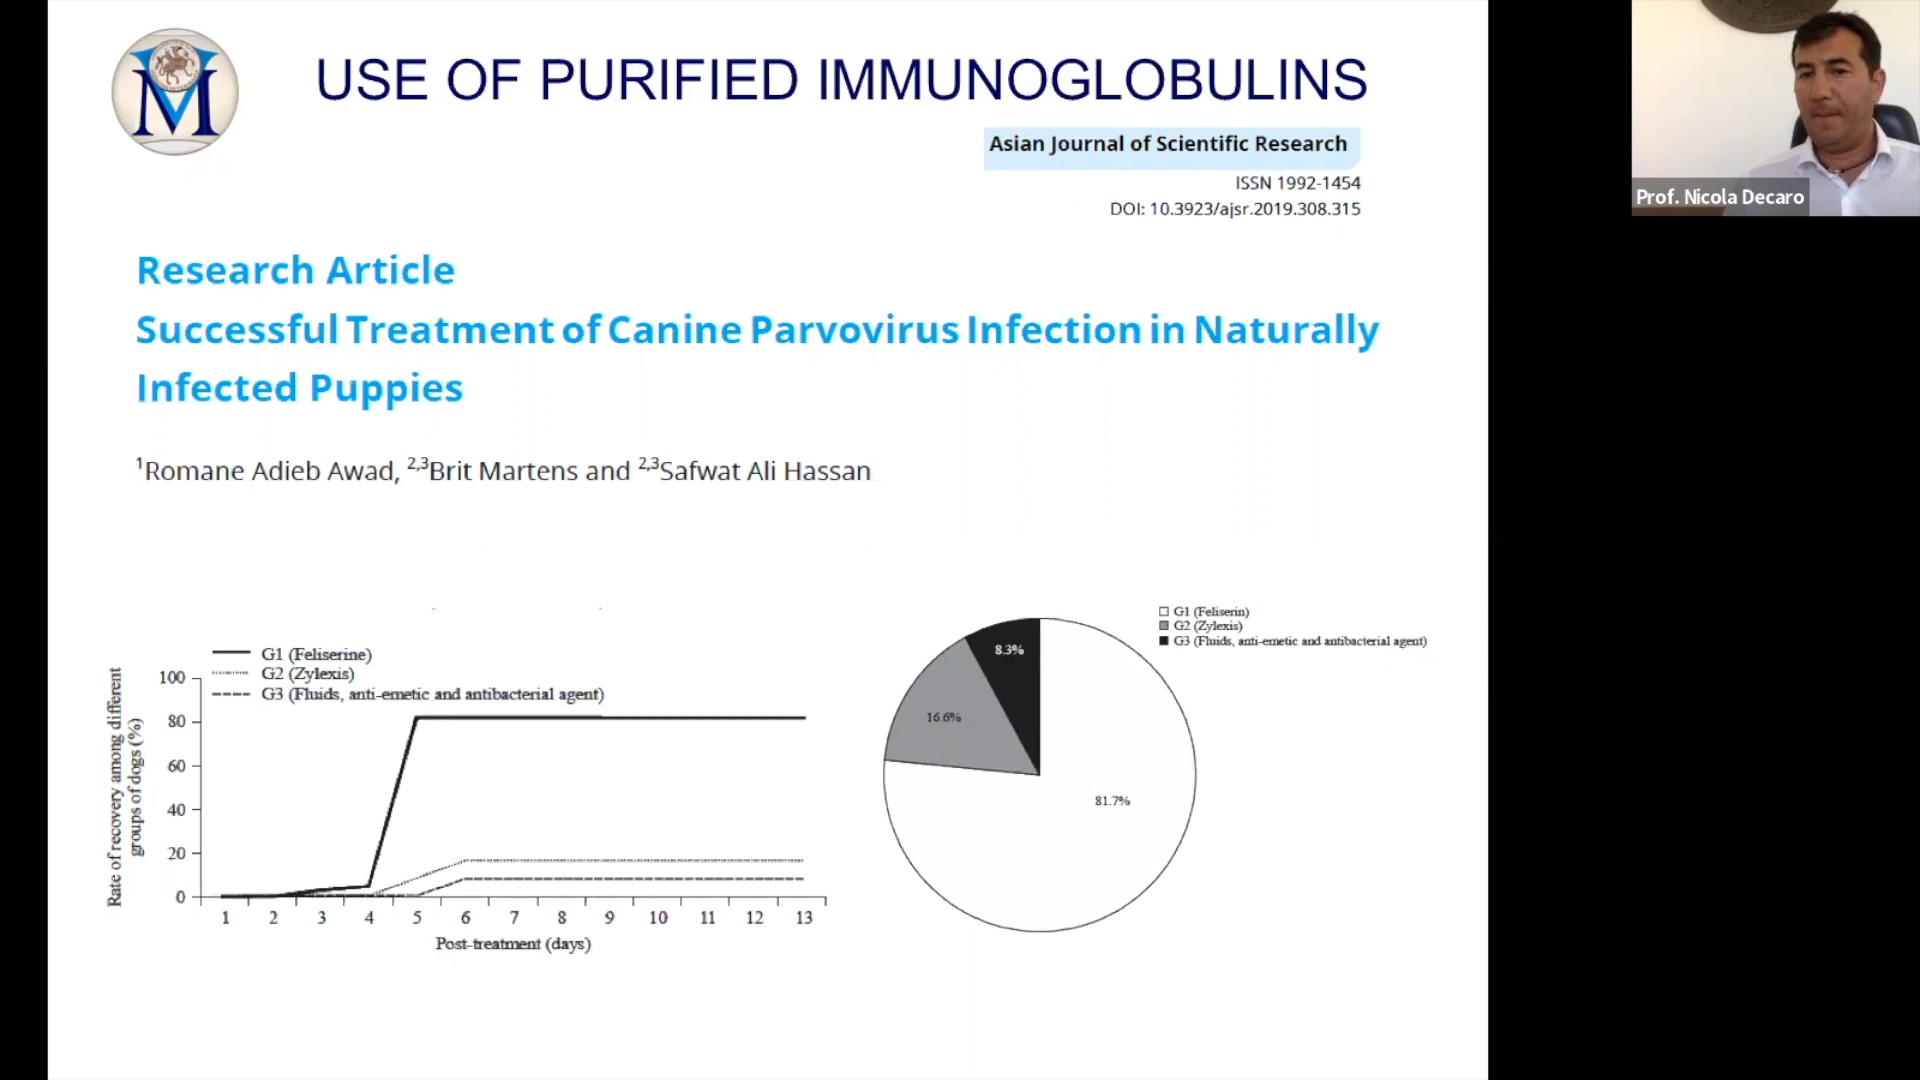 USE OF PURIFIED IMMUNOGLOBULINS
Asian Journal of Scientific Research
ISSN 1992-1454
DOI: 10.3923/ajsr.2019.308.315
Research Article
Successful Treatment of Canine Parvovirus Infection in Naturally
Infected Puppies
1Romane Adieb Awad, 2,3Brit Martens and 2,3Safwat Ali Hassan
G1 (Feliserine)
G2 (Zylexis)
G3 (Fluids, anti-emetic and antibacterial agent)
Rate of recovery among different
groups of dogs (%)
100
80
60
40
20
0
1 2 3 4 5 6 7 8 9 10 11 12 13
Post-treatment (days)
G1 (Feliserin)
G2 (Zylexis)
G3 (Fluids, anti-emetic and antibacterial agent)
8.3%
16.6%
81.7%
Prof. Nicola Decaro